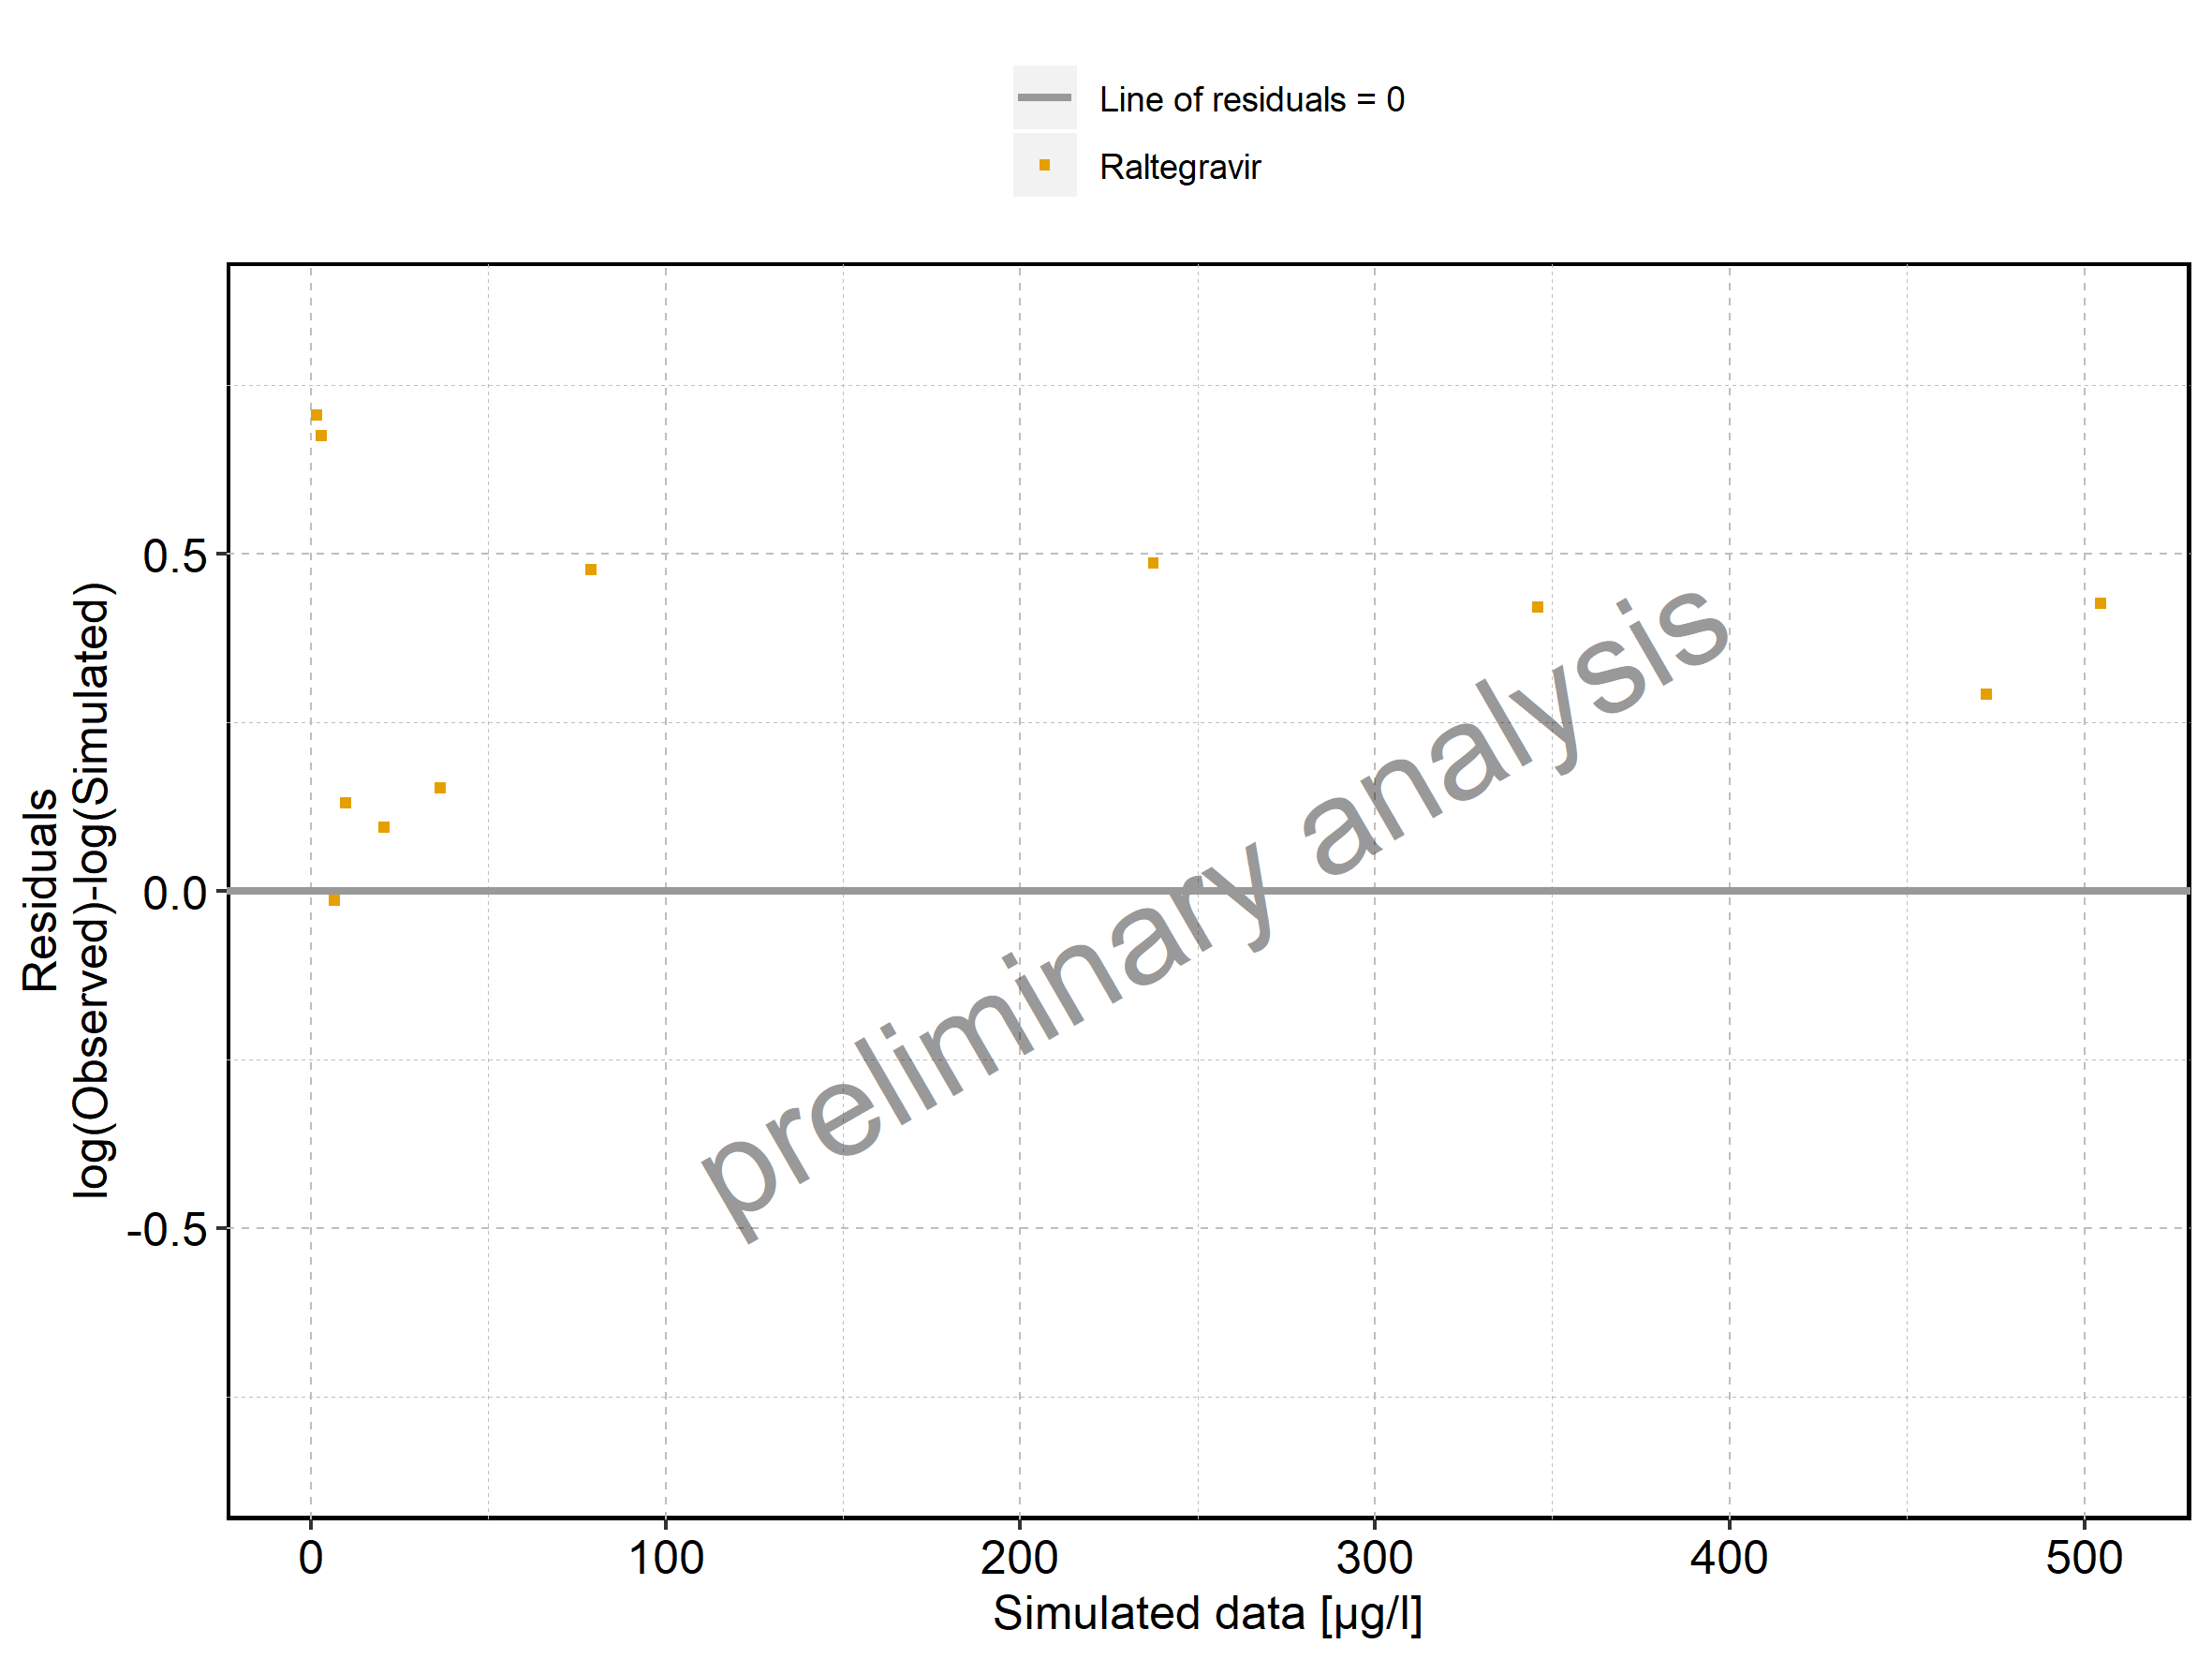 Line of residuals = 0
Raltegravir
Residuals
log(Observed)-log(Simulated)
0.5
0.0
-0.5
preliminary analysis
0 100 200 300 400 500
Simulated data [µg/l]